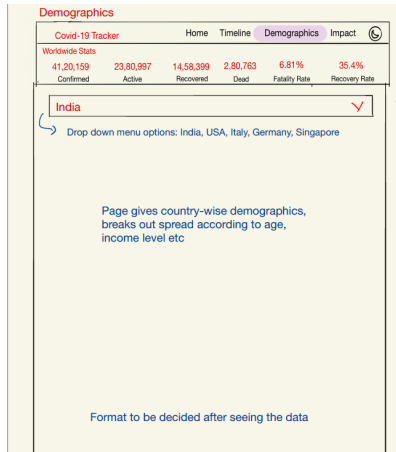 Demographics
Covid-19 Tracker Home Timeline Demographics Impact
Worldwide Stats
41,20,159 23,80,997 14,58,399 2,80,763 6.81% 35.4%
Confirmed Active Recovered Dead Fatality Rate Recovery Rate
India
Drop down menu options: India, USA, Italy, Germany, Singapore
Page gives country-wise demographics,
breaks out spread according to age,
income level etc
Format to be decided after seeing the data